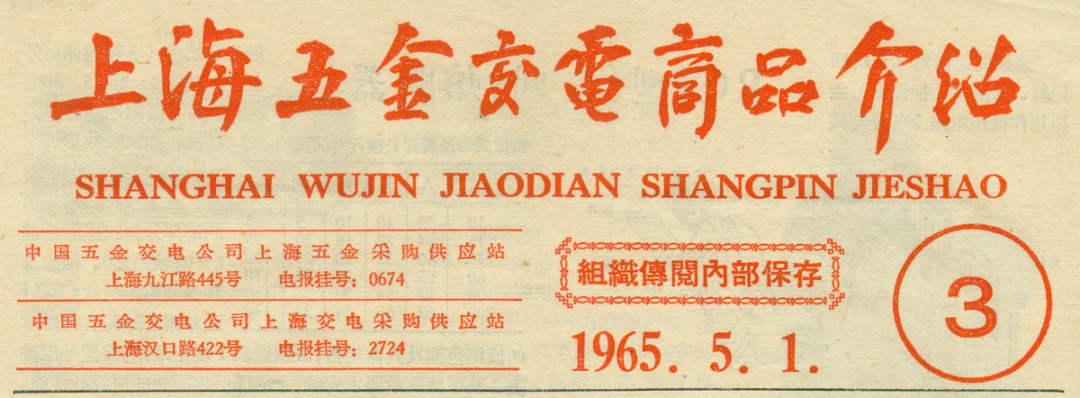 上海五金交電商品介绍
SHANGHAI WUJIN JIAODIAN SHANGPIN JIESHAO
中国五金交电公司上海五金采购供应站
上海九江路445号 电报挂号：0674
中国五金交电公司上海交电采购供应站
上海汉口路422号 电报挂号：2724
組織傳閱內部保存
1965. 5. 1.
3